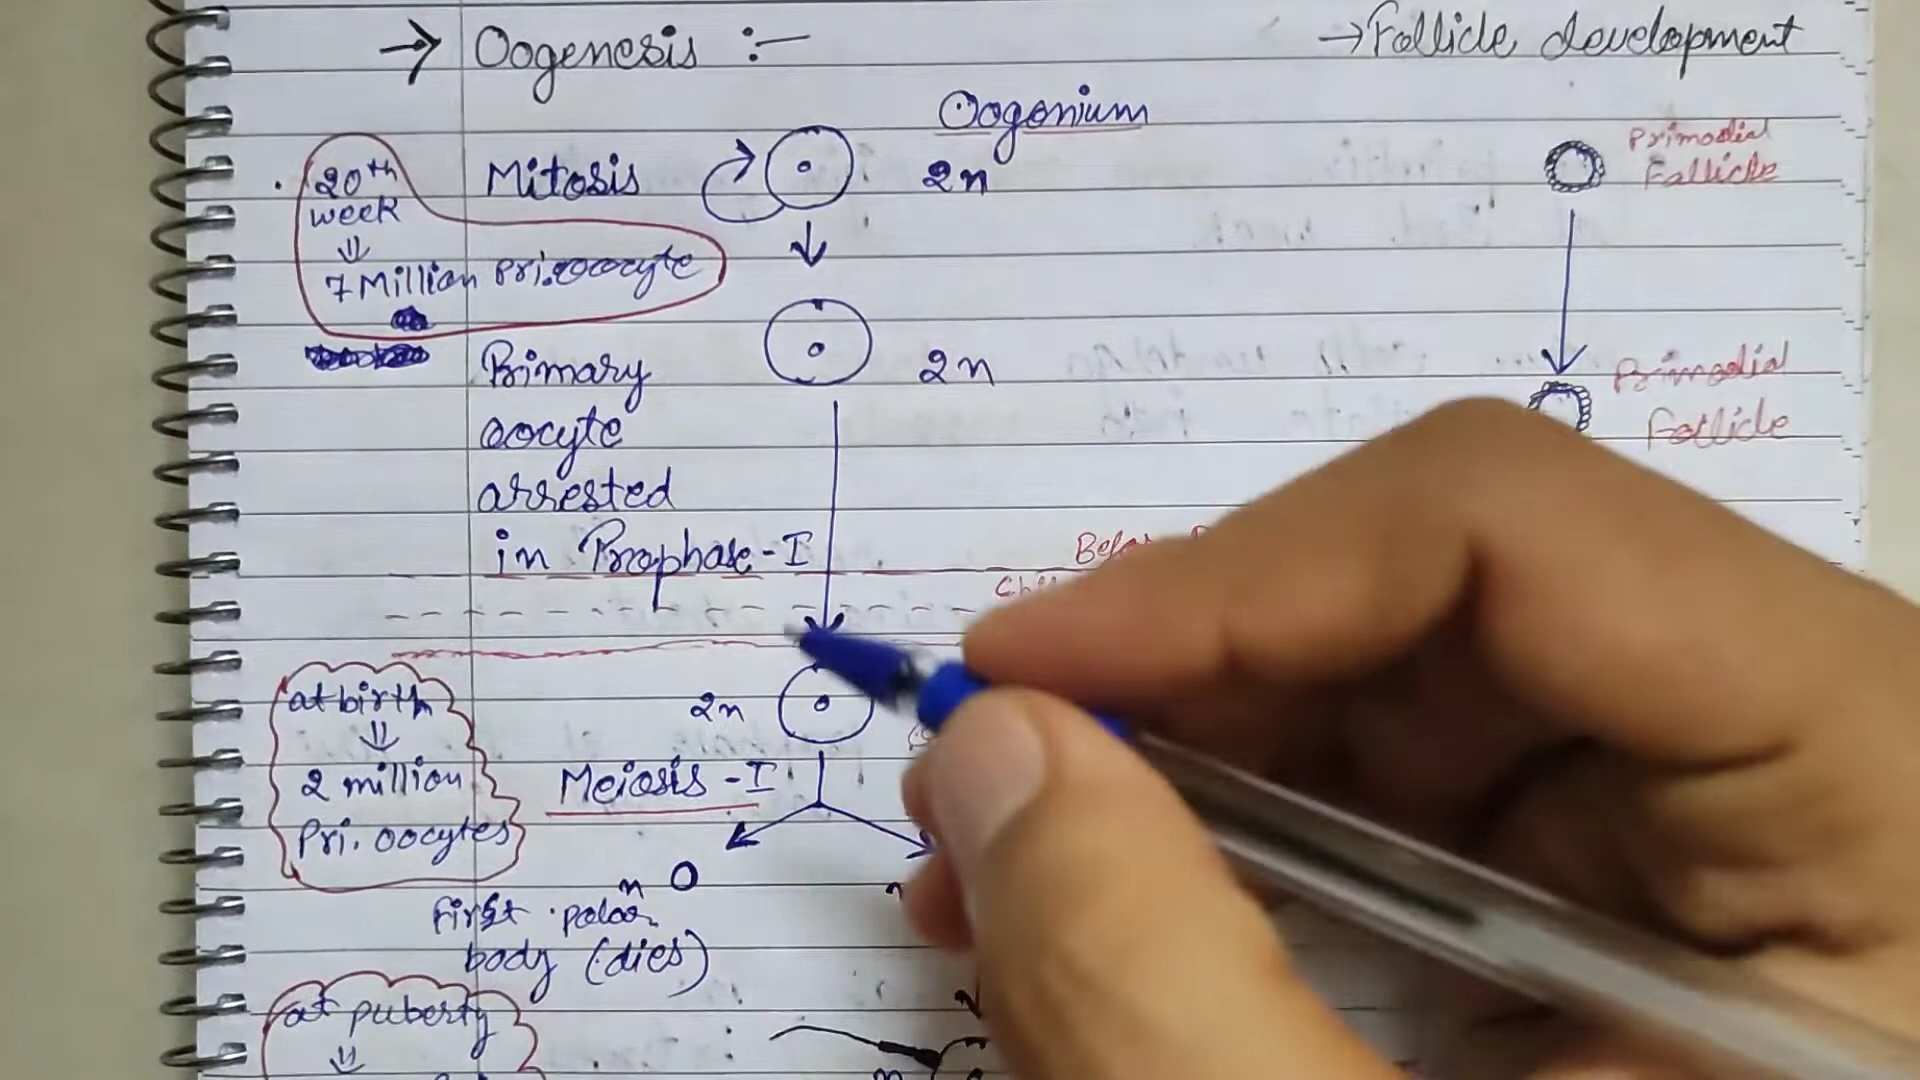 → Oogenesis :-
→Follicle development
Oogonium
20th
week
⇓
7 Million Pri.oocyte
Mitosis
2n
Primodial
Follicle
Primary
oocyte
arrested
in Prophase-I
2n
Primodial
Follicle
at birth
⇓
2 million
Pri. oocytes
2n
Meiosis -I
n
First polar
body (dies)
at puberty
⇓